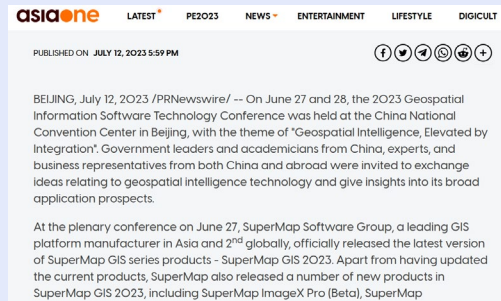 asiaone LATEST PE2023 NEWS ENTERTAINMENT LIFESTYLE DIGICULT
PUBLISHED ON JULY 12, 2023 5:59 PM
BEIJING, July 12, 2023 /PRNewswire/ -- On June 27 and 28, the 2023 Geospatial
Information Software Technology Conference was held at the China National
Convention Center in Beijing, with the theme of "Geospatial Intelligence, Elevated by
Integration". Government leaders and academicians from China, experts, and
business representatives from both China and abroad were invited to exchange
ideas relating to geospatial intelligence technology and give insights into its broad
application prospects.
At the plenary conference on June 27, SuperMap Software Group, a leading GIS
platform manufacturer in Asia and 2nd globally, officially released the latest version
of SuperMap GIS series products - SuperMap GIS 2023. Apart from having updated
the current products, SuperMap also released a number of new products in
SuperMap GIS 2023, including SuperMap ImageX Pro (Beta), SuperMap